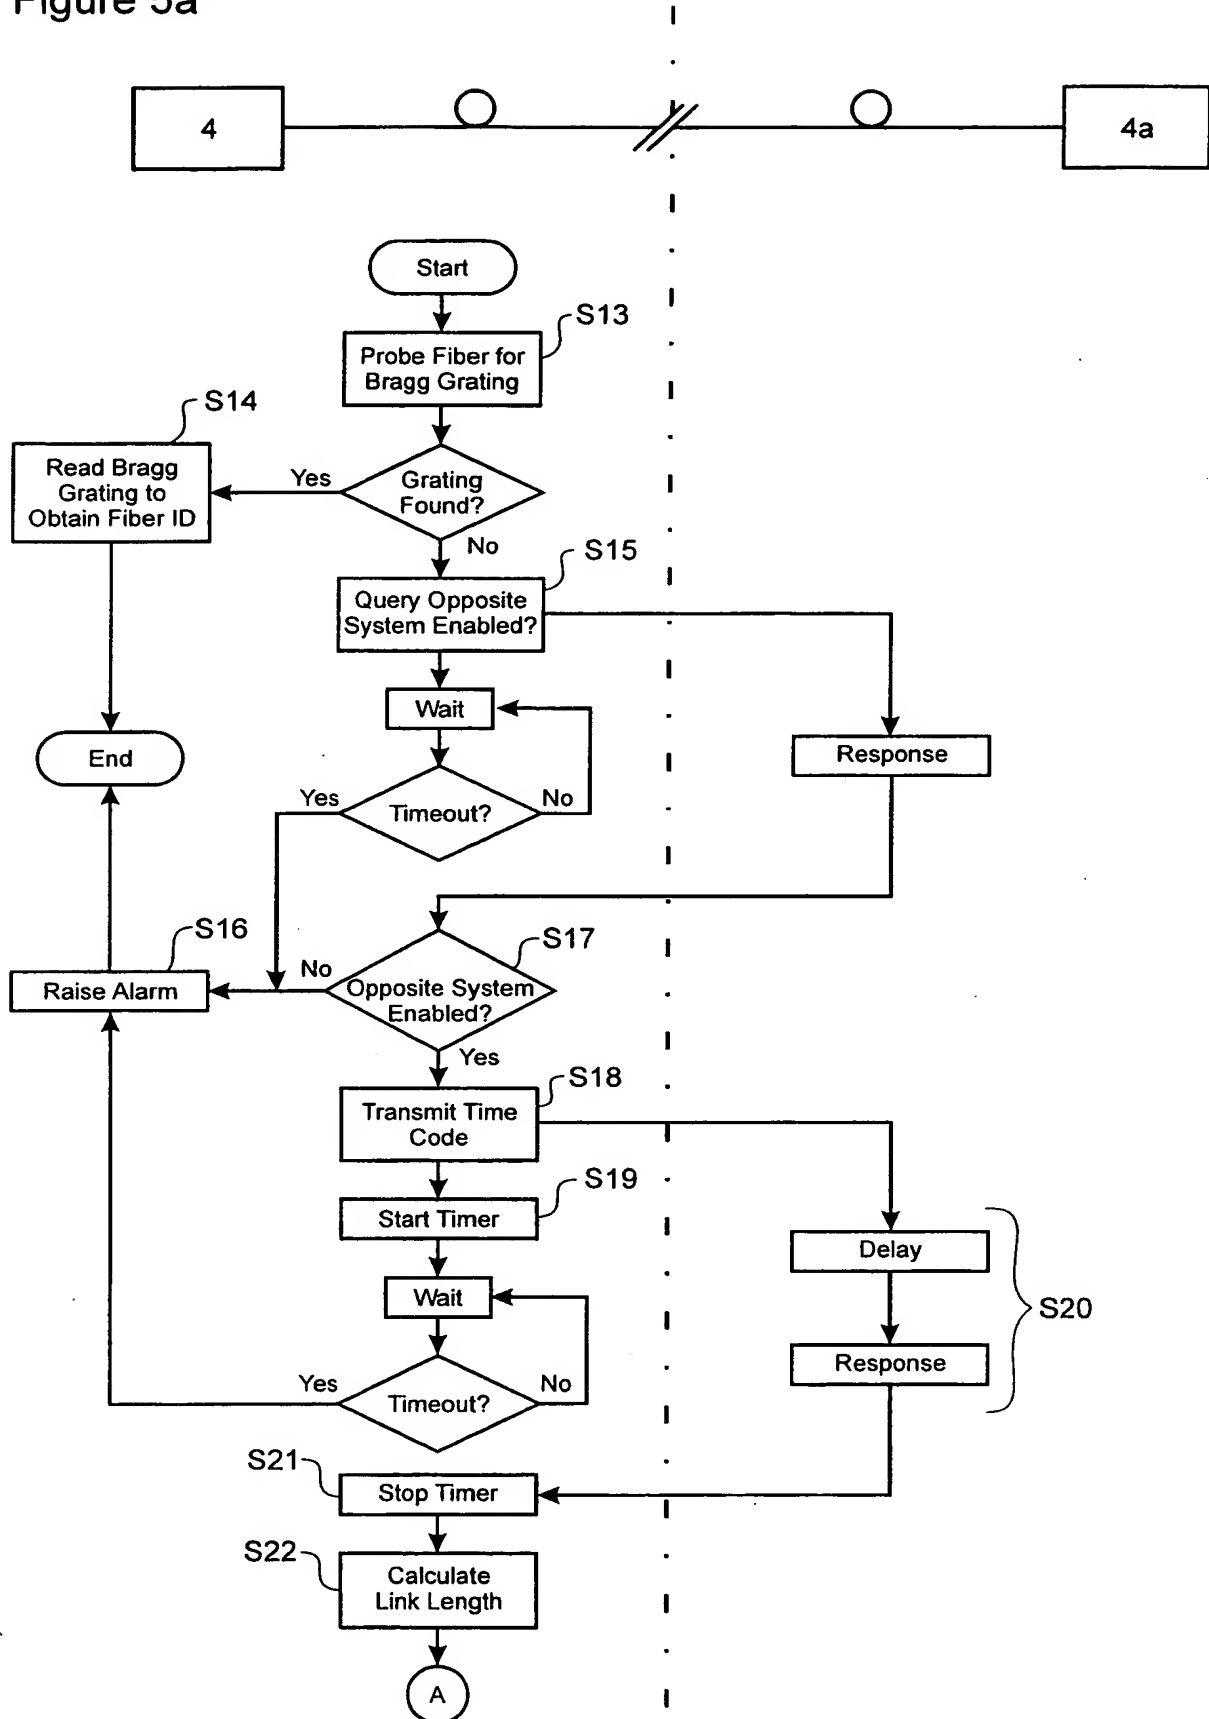 Figure 5a
4
4a
Start
S13
Probe Fiber for
Bragg Grating
S14
Read Bragg
Grating to
Obtain Fiber ID
Yes
Grating
Found?
No
S15
Query Opposite
System Enabled?
Wait
Response
End
Yes
Timeout?
No
S16
S17
No
Raise Alarm
Opposite System
Enabled?
Yes
S18
Transmit Time
Code
S19
Start Timer
Delay
Wait
S20
Response
Yes
Timeout?
No
S21
Stop Timer
S22
Calculate
Link Length
A